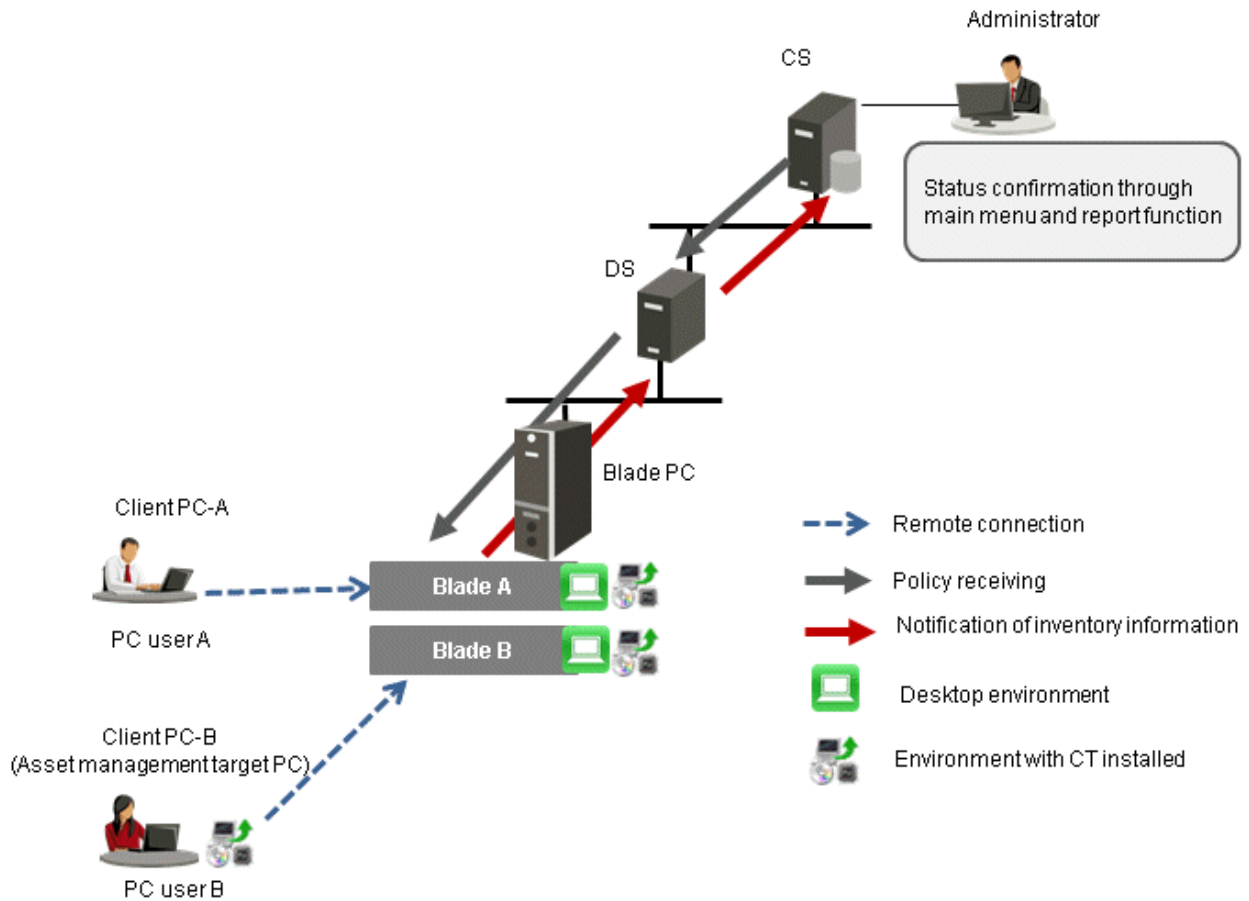 Administrator
CS
Status confirmation through
main menu and report function
DS
Blade PC
Client PC-A
PC user A
Blade A
Blade B
Client PC-B
(Asset management target PC)
PC user B
Remote connection
Policy receiving
Notification of inventory information
Desktop environment
Environment with CT installed